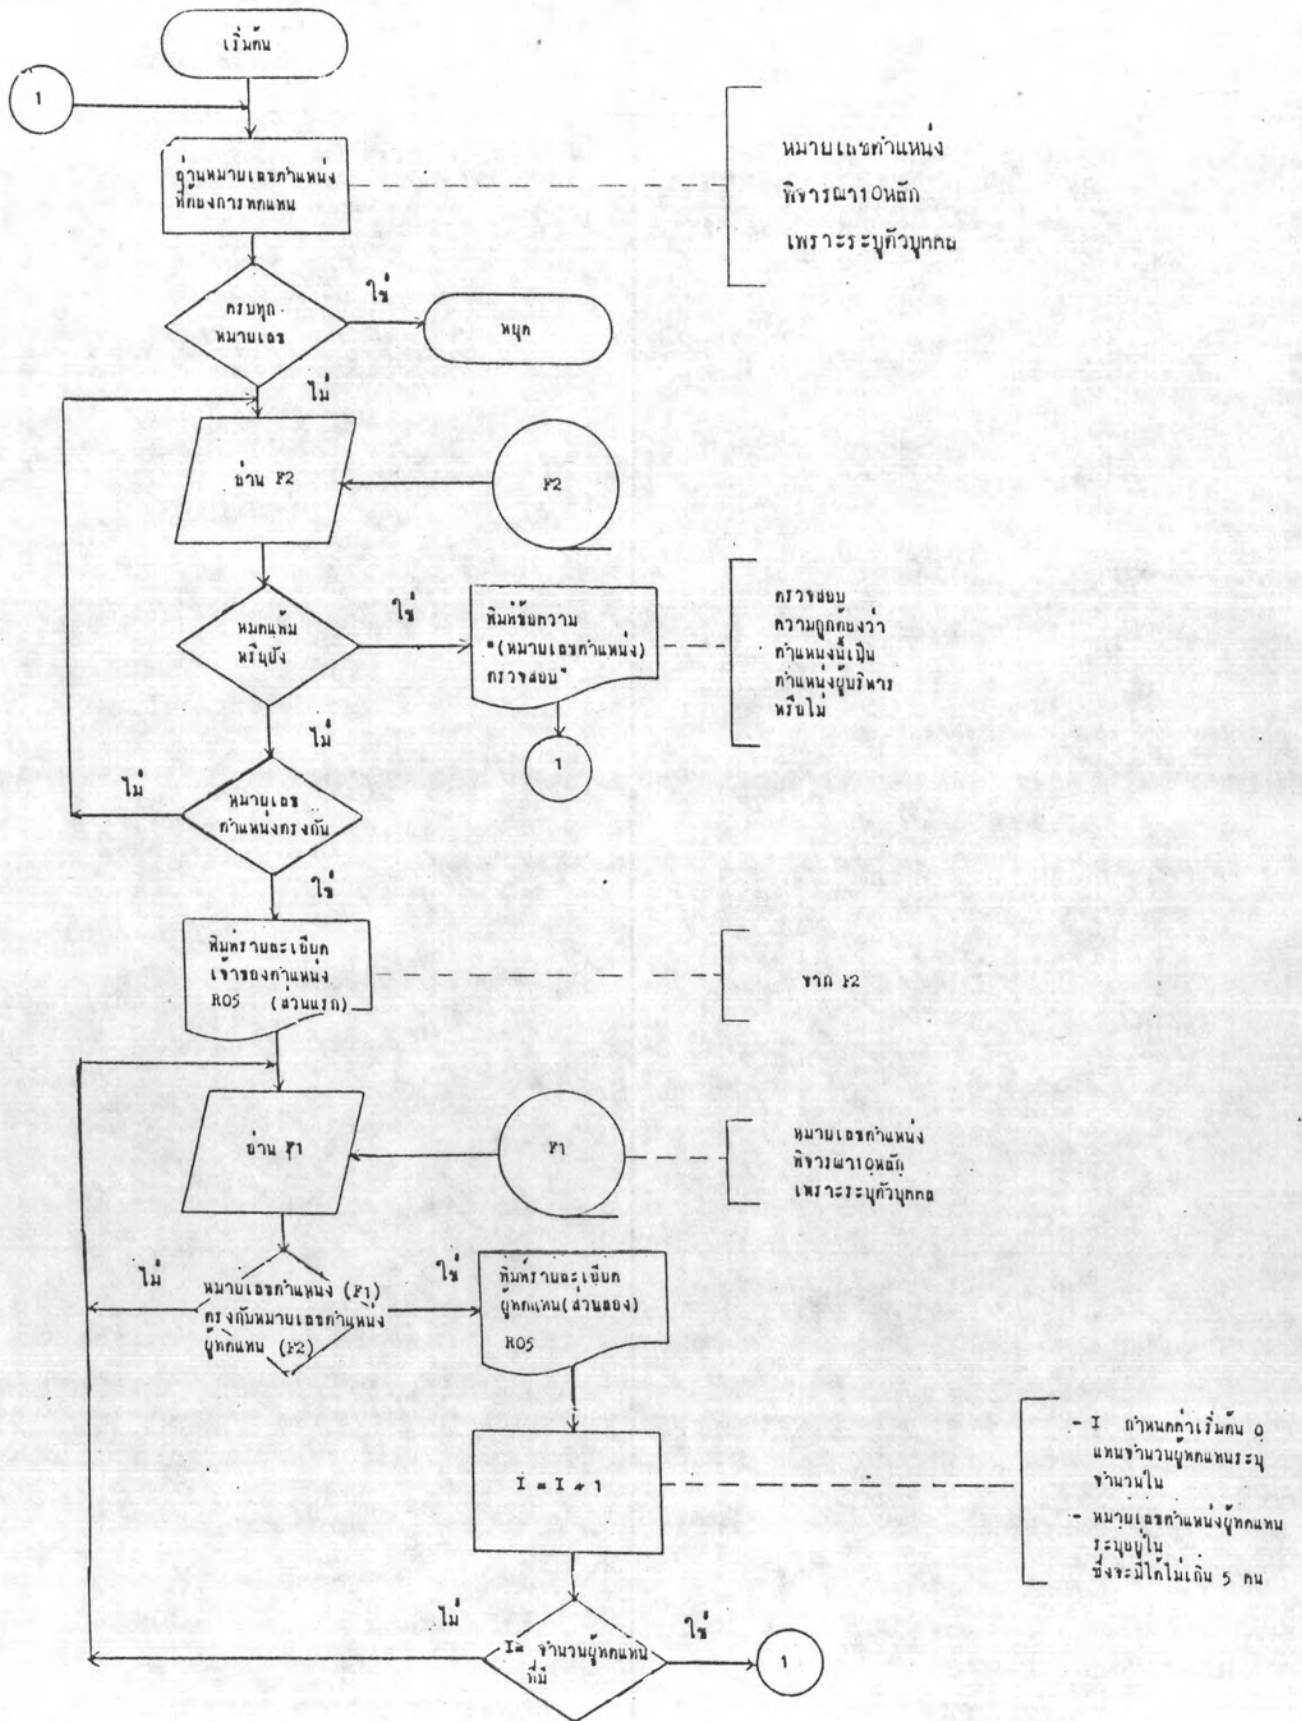 เริ่มต้น
1
อ่านหมายเลขตำแหน่ง
ที่ต้องการทดแทน
หมายเลขตำแหน่ง
พิจารณา10หลัก
เพราะระบุตัวบุคคล
ครบทุก
หมายเลข
ใช่
หยุด
ไม่
อ่าน F2
F2
หมดแฟ้ม
หรือยัง
ใช่
พิมพ์ข้อความ
"(หมายเลขตำแหน่ง)
ตรวจสอบ"
ตรวจสอบ
ความถูกต้องว่า
ตำแหน่งนี้เป็น
ตำแหน่งผู้บริหาร
หรือไม่
ไม่
1
ไม่
หมายเลข
ตำแหน่งตรงกัน
ใช่
พิมพ์รายละเอียด
เจ้าของตำแหน่ง
R05 (ส่วนแรก)
จาก F2
อ่าน F1
F1
หมายเลขตำแหน่ง
พิจารณา10หลัก
เพราะระบุตัวบุคคล
ไม่
หมายเลขตำแหน่ง (F1)
ตรงกับหมายเลขตำแหน่ง
ผู้ทดแทน (F2)
ใช่
พิมพ์รายละเอียด
ผู้ทดแทน(ส่วนสอง)
R05
I = I + 1
- I กำหนดค่าเริ่มต้น 0
แทนจำนวนผู้ทดแทนระบุ
จำนวนใน
- หมายเลขตำแหน่งผู้ทดแทน
ระบุอยู่ใน
ซึ่งจะมีได้ไม่เกิน 5 คน
ไม่
I= จำนวนผู้ทดแทน
ที่มี
ใช่
1